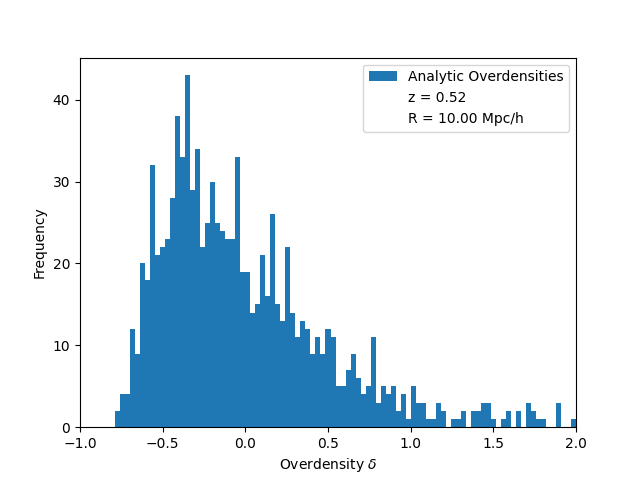 Analytic Overdensities
z = 0.52
R = 10.00 Mpc/h
40
30
20
10
0
Frequency
−1.0 −0.5 0.0 0.5 1.0 1.5 2.0
Overdensity δ